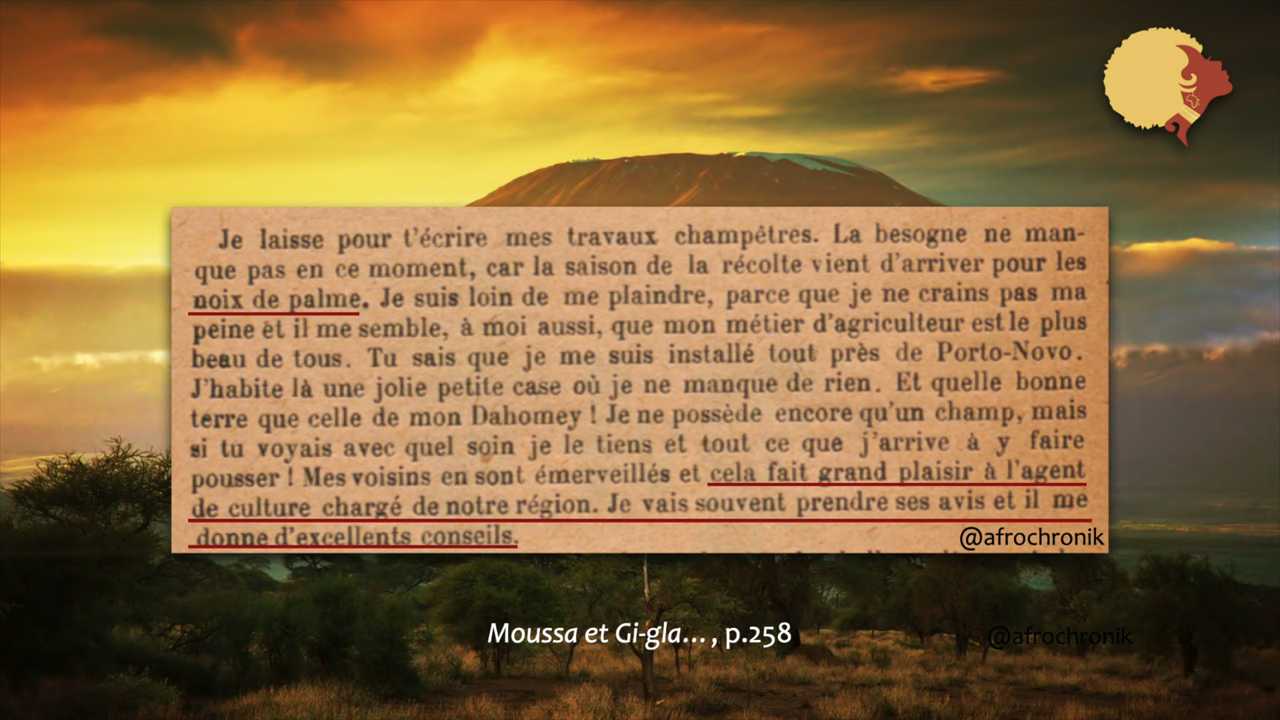 Je laisse pour t'écrire mes travaux champêtres. La besogne ne man-
que pas en ce moment, car la saison de la récolte vient d'arriver pour les
noix de palme. Je suis loin de me plaindre, parce que je ne crains pas ma
peine et il me semble, à moi aussi, que mon métier d'agriculteur est le plus
beau de tous. Tu sais que je me suis installé tout près de Porto-Novo.
J'habite là une jolie petite case où je ne manque de rien. Et quelle bonne
terre que celle de mon Dahomey ! Je ne possède encore qu'un champ, mais
si tu voyais avec quel soin je le tiens et tout ce que j'arrive à y faire
pousser ! Mes voisins en sont émerveillés et cela fait grand plaisir à l'agent
de culture chargé de notre région. Je vais souvent prendre ses avis et il me
donne d'excellents conseils.
@afrochronik
Moussa et Gi-gla..., p.258
@afrochronik